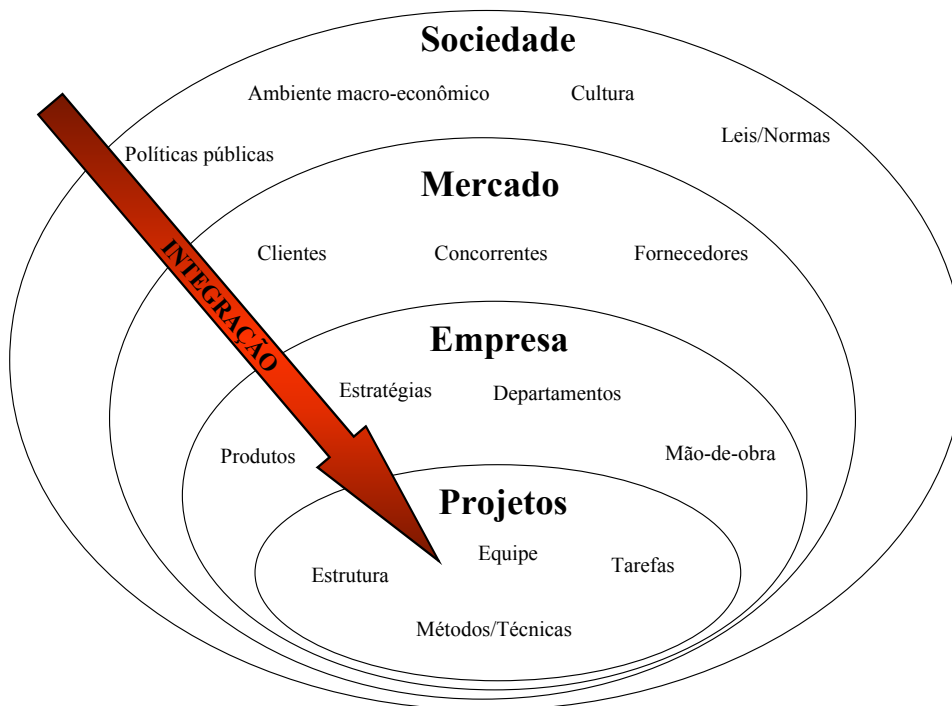 Sociedade
Ambiente macro-econômico
Cultura
Leis/Normas
Políticas públicas
Mercado
Clientes
Concorrentes
Fornecedores
INTEGRAÇÃO
Empresa
Estratégias
Departamentos
Produtos
Mão-de-obra
Projetos
Equipe
Estrutura
Tarefas
Métodos/Técnicas